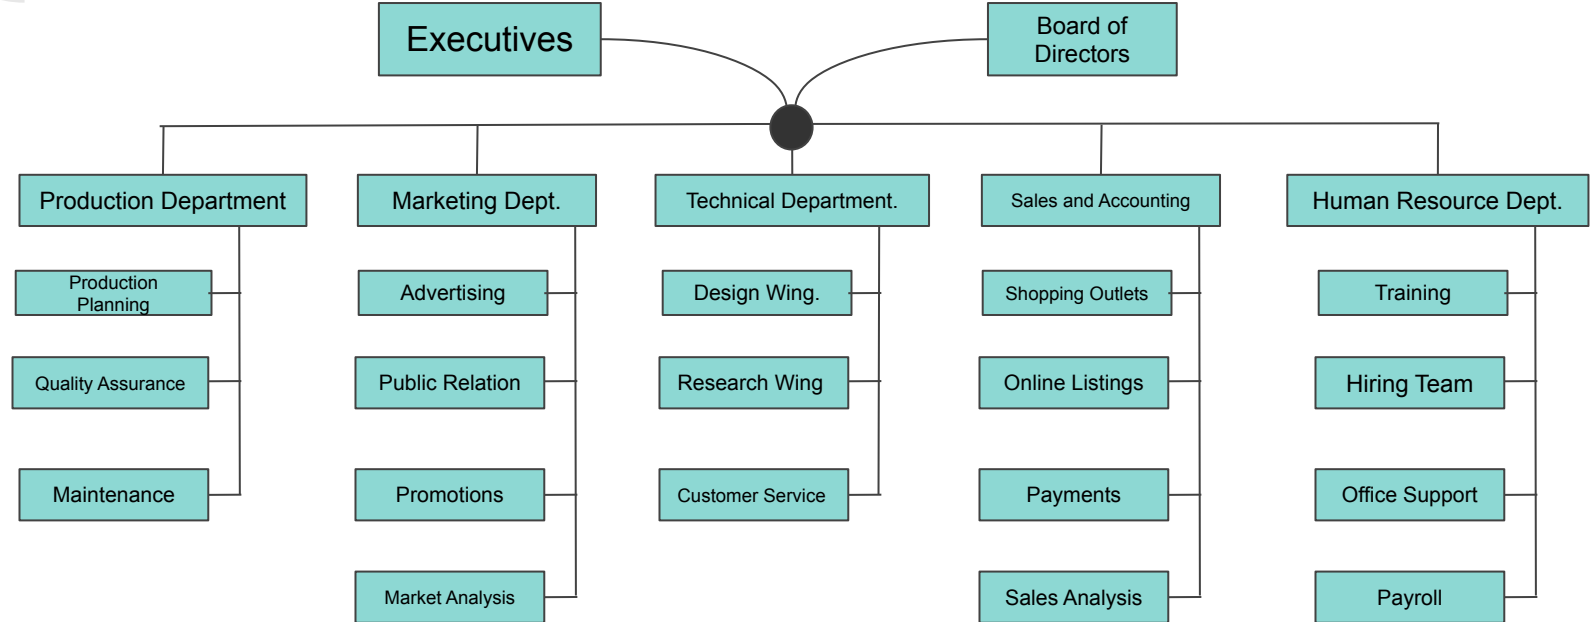 Executives
Board of
Directors
Production Department
Marketing Dept.
Technical Department.
Sales and Accounting
Human Resource Dept.
Production
Planning
Advertising
Design Wing.
Shopping Outlets
Training
Quality Assurance
Public Relation
Research Wing
Online Listings
Hiring Team
Maintenance
Promotions
Customer Service
Payments
Office Support
Market Analysis
Sales Analysis
Payroll